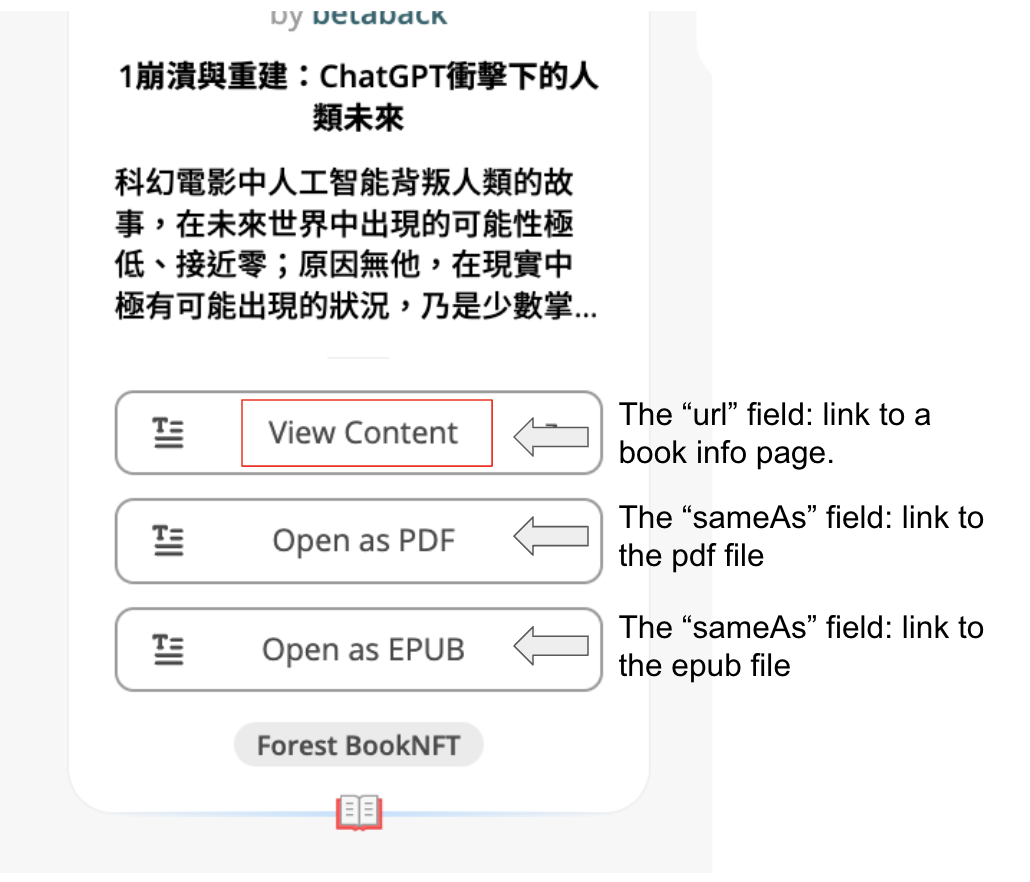 by betaback
1崩潰與重建：ChatGPT衝擊下的人
類未來
科幻電影中人工智能背叛人類的故
事，在未來世界中出現的可能性極
低、接近零；原因無他，在現實中
極有可能出現的狀況，乃是少數掌...
View Content
The “url” field: link to a
book info page.
Open as PDF
The “sameAs” field: link to
the pdf file
Open as EPUB
The “sameAs” field: link to
the epub file
Forest BookNFT